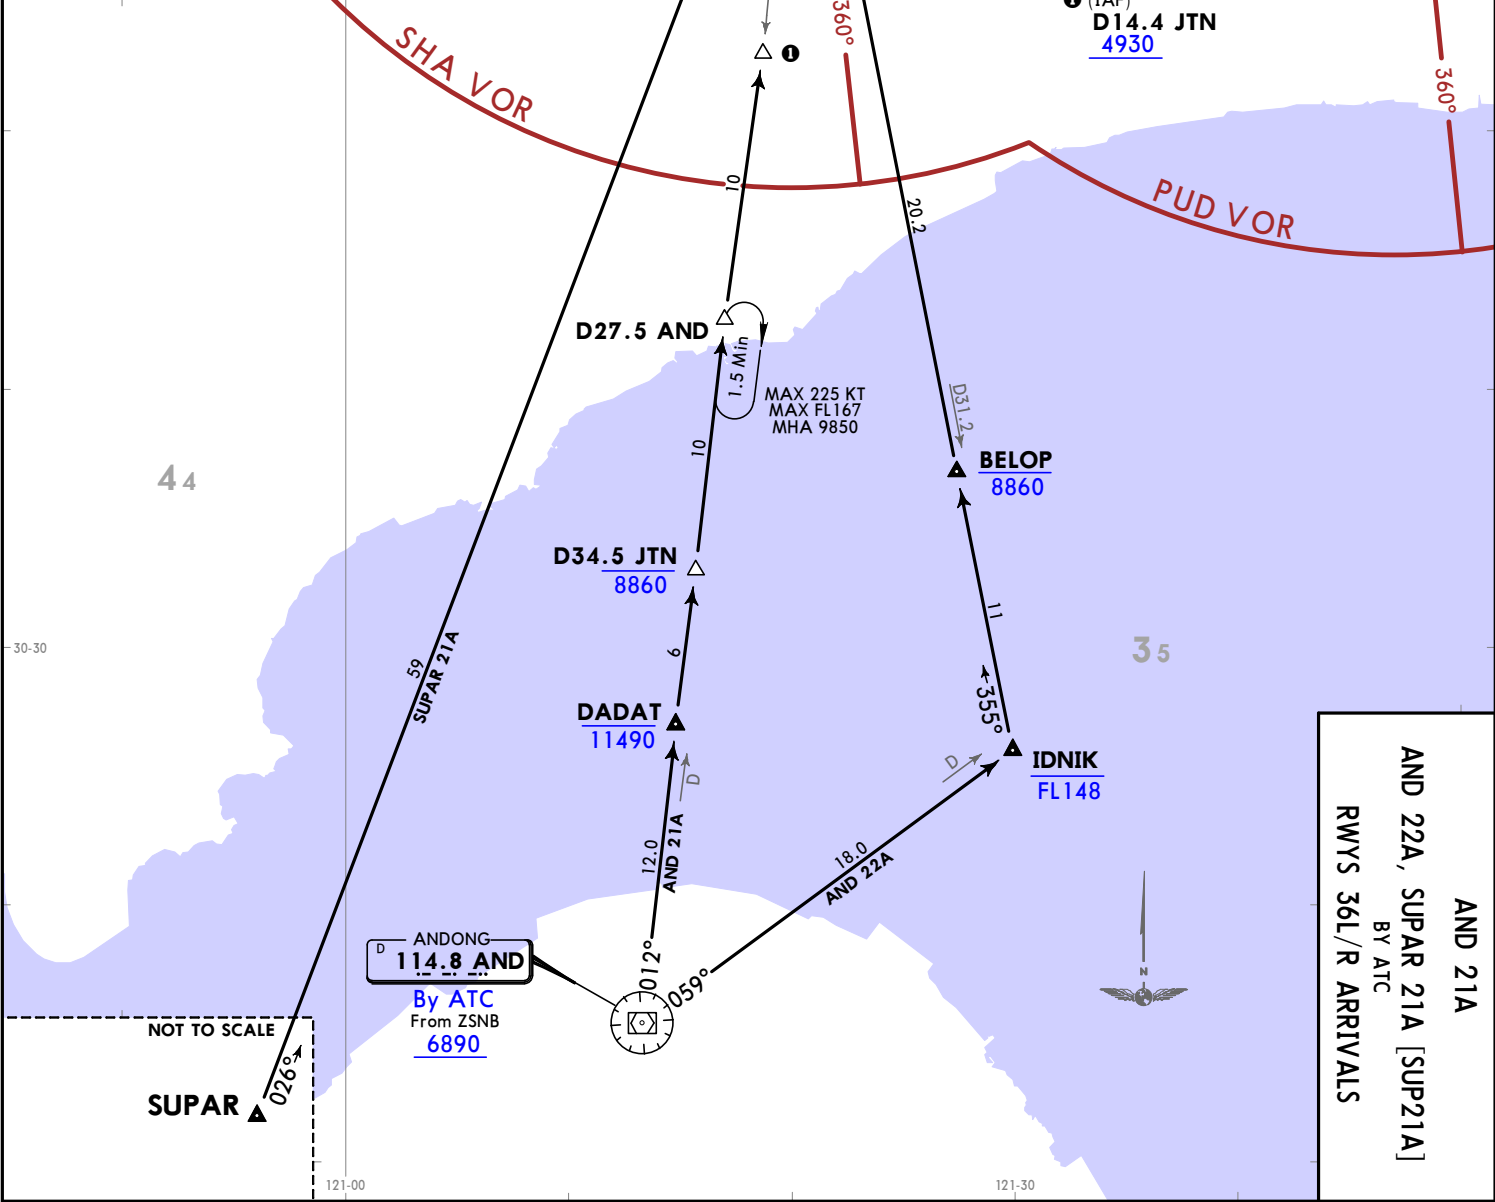 ❶ (IAF)
D14.4 JTN
4930
360°
❶
360°
SHA VOR
PUD VOR
10
20.2
D27.5 AND
1.5 Min
MAX 225 KT
MAX FL167
MHA 9850
D31.2
10
BELOP
8860
44
D34.5 JTN
8860
11
59
SUPAR 21A
6
30-30
35
355°
DADAT
11490
IDNIK
FL148
D
D
12.0
AND 21A
18.0
AND 22A
012°
059°
ANDONG
D
114.8 AND
By ATC
From ZSNB
6890
N
NOT TO SCALE
026°
SUPAR
121-00
121-30
AND 21A
AND 22A, SUPAR 21A [SUP21A]
BY ATC
RWYS 36L/R ARRIVALS